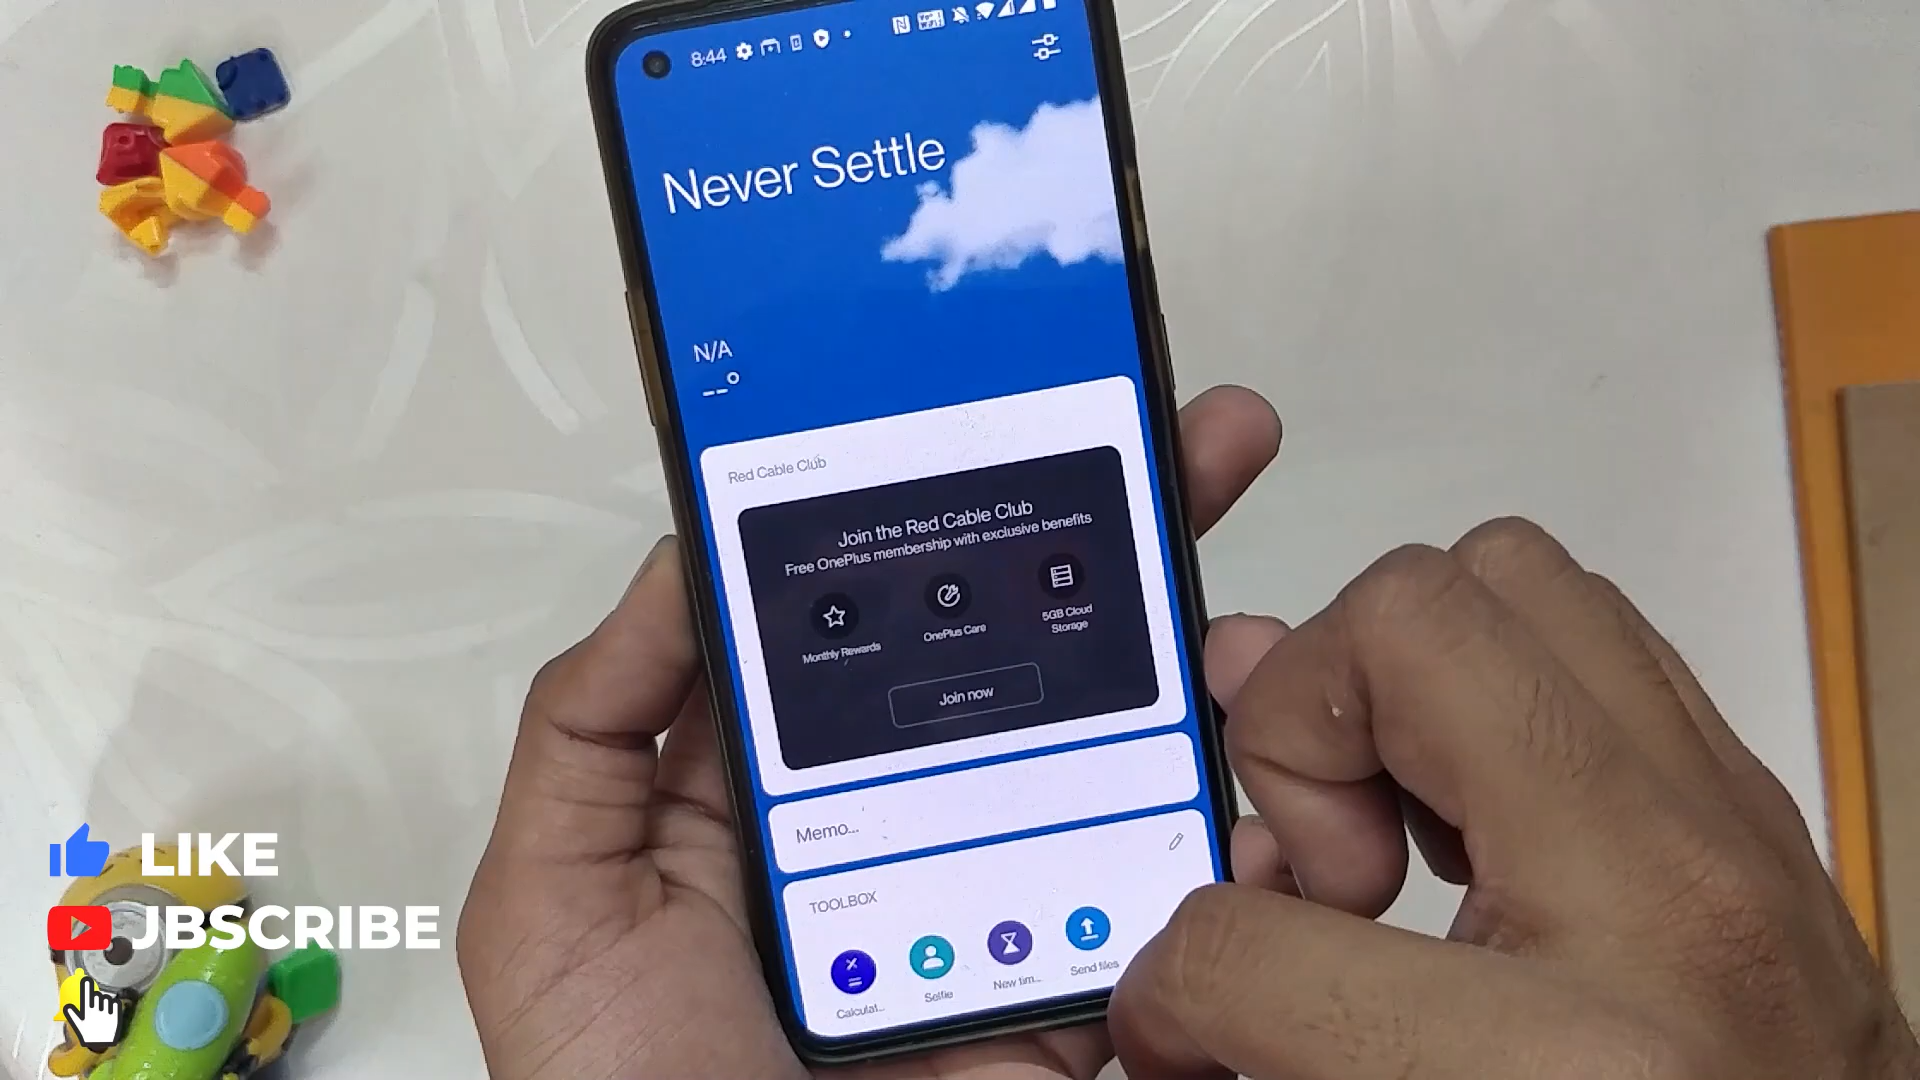 8:44
Never Settle
N/A
--°
Red Cable Club
Join the Red Cable Club
Free OnePlus membership with exclusive benefits
Monthly Rewards
OnePlus Care
5GB Cloud
Storage
Join now
Memo...
TOOLBOX
Calculat...
Selfie
New tim...
Send files
LIKE
JBSCRIBE